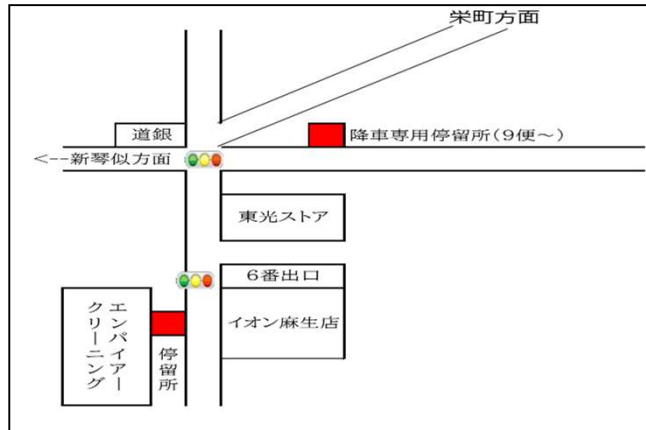 栄町方面
道銀
降車専用停留所(9便~)
<--新琴似方面
東光ストア
6番出口
イオン麻生店
エンパイアー
クリーニング
停留所